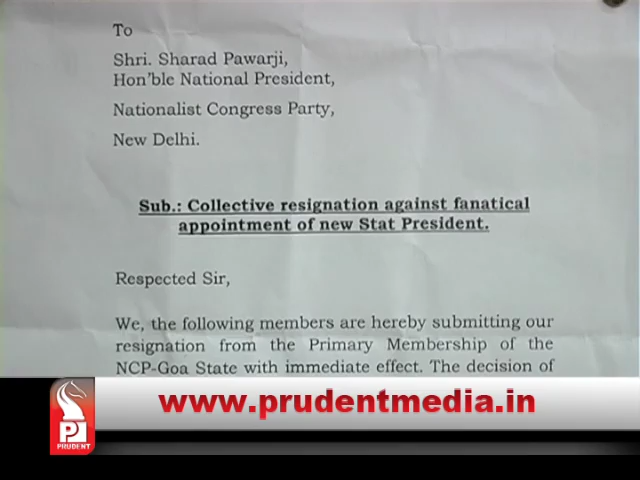 To
Shri. Sharad Pawarji,
Hon'ble National President,
Nationalist Congress Party,
New Delhi.
Sub.: Collective resignation against fanatical
appointment of new Stat President.
Respected Sir,
We, the following members are hereby submitting our
resignation from the Primary Membership of the
NCP-Goa State with immediate effect. The decision of
www.prudentmedia.in
PRUDENT